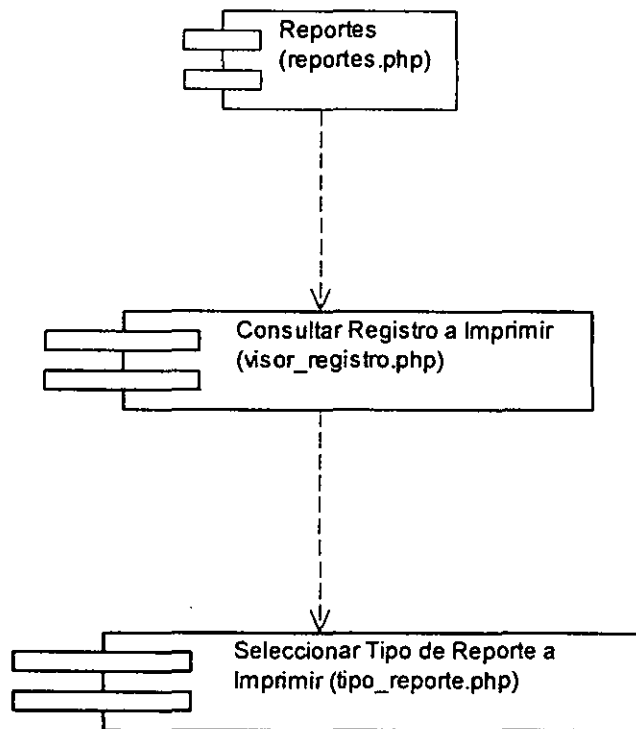 Reportes
(reportes.php)
Consultar Registro a Imprimir
(visor_registro.php)
Seleccionar Tipo de Reporte a
Imprimir (tipo_reporte.php)